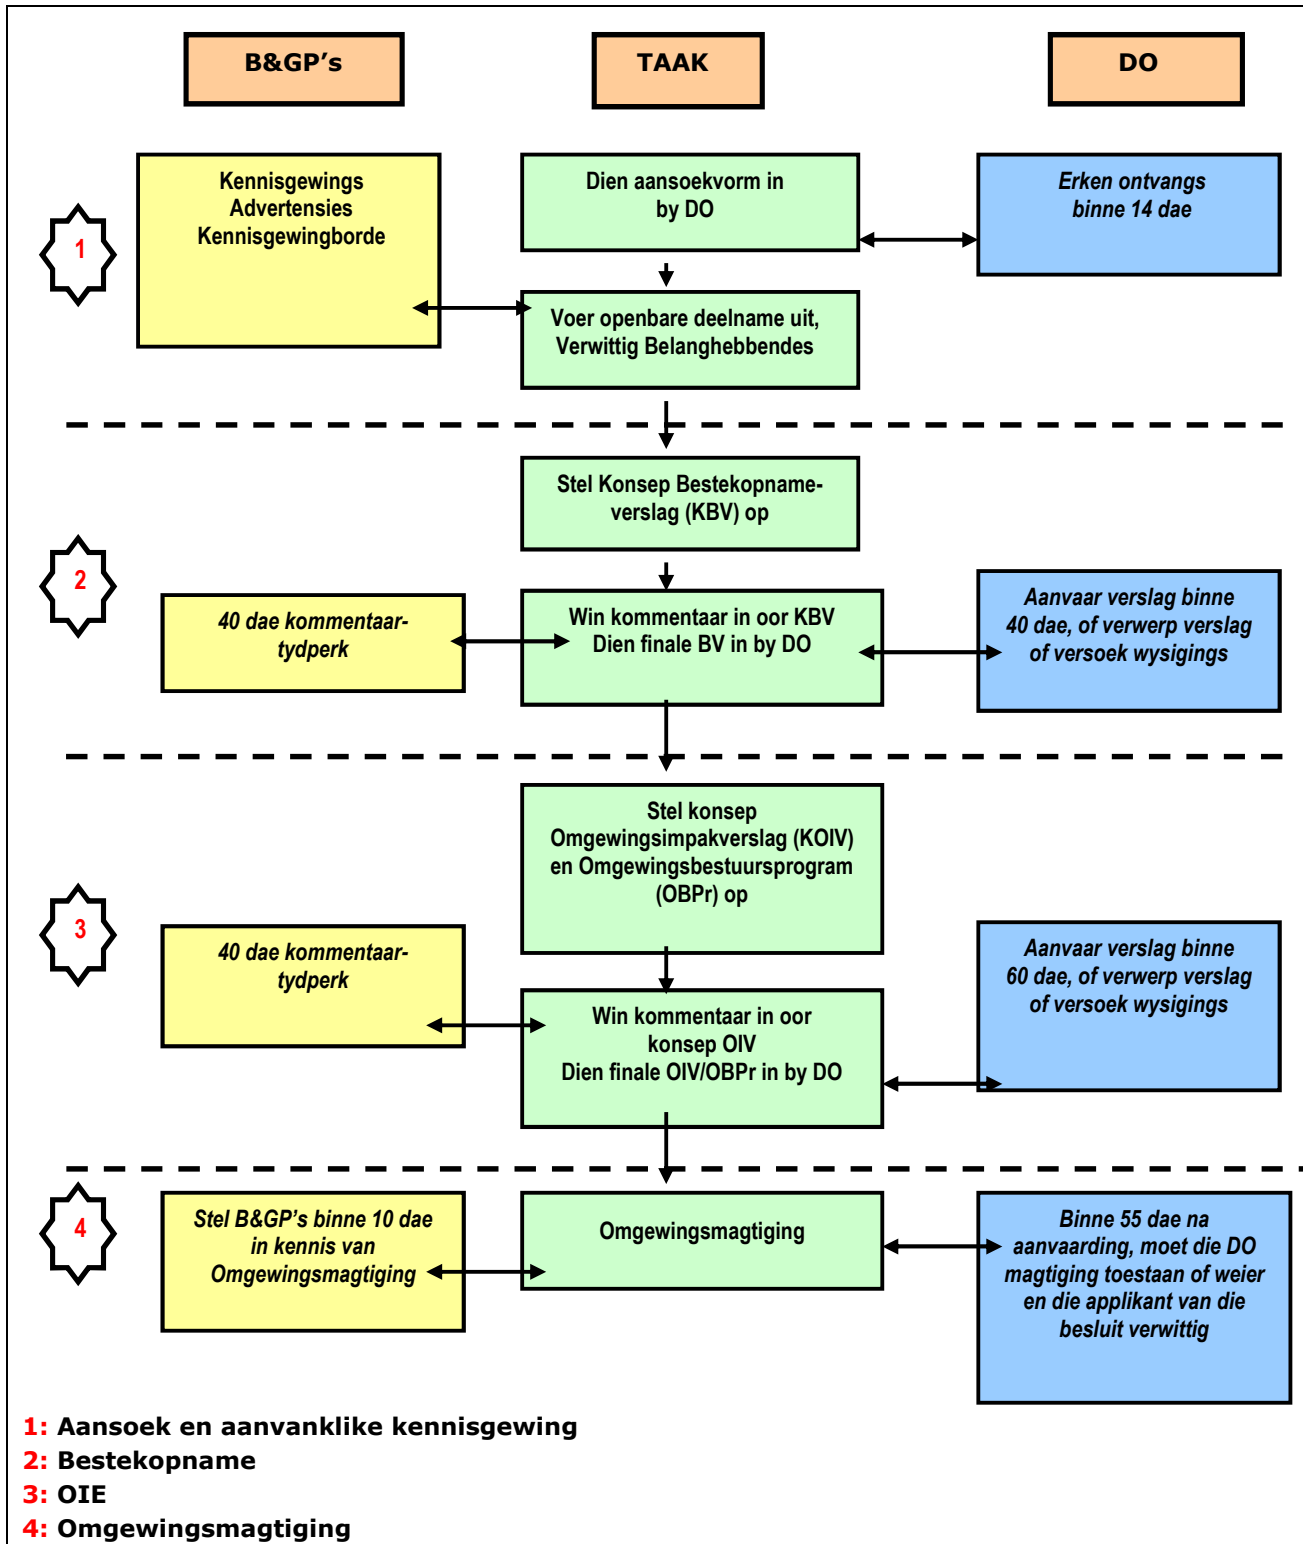 B&GP’s
TAAK
DO
1
Kennisgewings
Advertensies
Kennisgewingborde
Dien aansoekvorm in
by DO
Erken ontvangs
binne 14 dae
Voer openbare deelname uit,
Verwittig Belanghebbendes
2
Stel Konsep Bestekopname-
verslag (KBV) op
40 dae kommentaar-
tydperk
Win kommentaar in oor KBV
Dien finale BV in by DO
Aanvaar verslag binne
40 dae, of verwerp verslag
of versoek wysigings
3
Stel konsep
Omgewingsimpakverslag (KOIV)
en Omgewingsbestuursprogram
(OBPr) op
40 dae kommentaar-
tydperk
Win kommentaar in oor
konsep OIV
Dien finale OIV/OBPr in by DO
Aanvaar verslag binne
60 dae, of verwerp verslag
of versoek wysigings
4
Stel B&GP’s binne 10 dae
in kennis van
Omgewingsmagtiging
Omgewingsmagtiging
Binne 55 dae na
aanvaarding, moet die DO
magtiging toestaan of weier
en die applikant van die
besluit verwittig
1: Aansoek en aanvanklike kennisgewing
2: Bestekopname
3: OIE
4: Omgewingsmagtiging